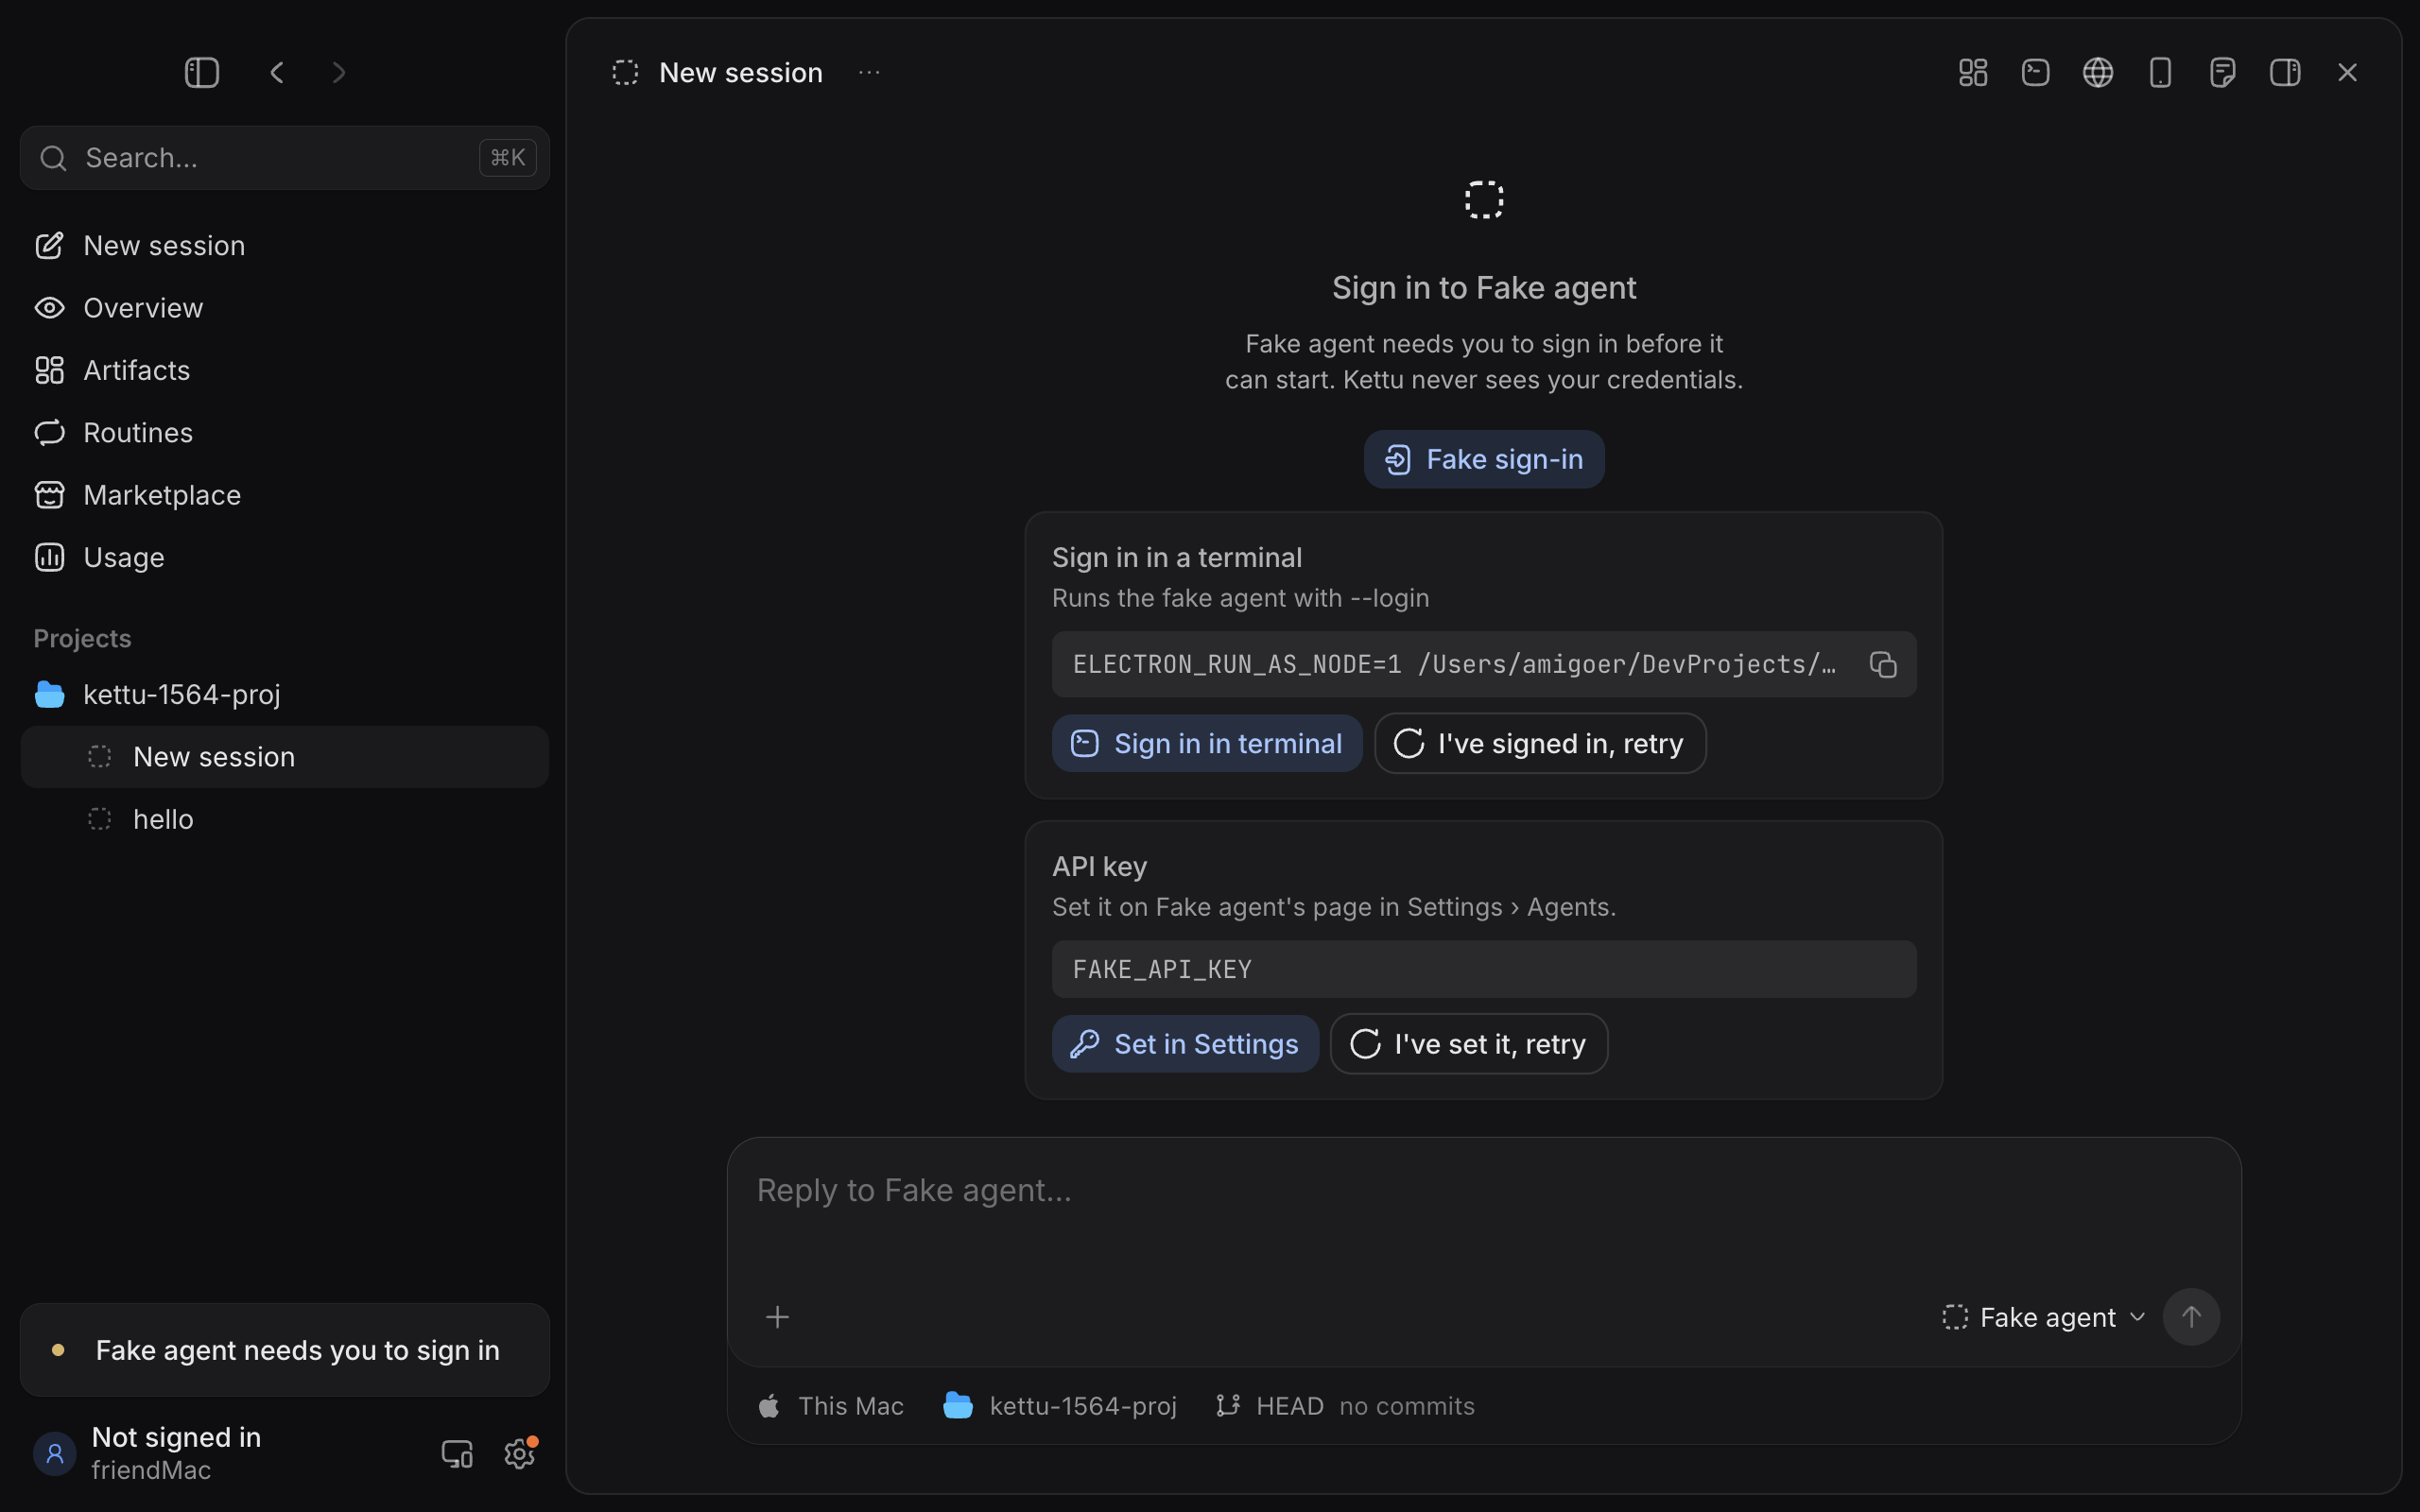 New session
Search...
⌘K
New session
Overview
Artifacts
Routines
Marketplace
Usage
Projects
kettu-1564-proj
New session
hello
Fake agent needs you to sign in
Not signed in
friendMac
Sign in to Fake agent
Fake agent needs you to sign in before it
can start. Kettu never sees your credentials.
Fake sign-in
Sign in in a terminal
Runs the fake agent with --login
ELECTRON_RUN_AS_NODE=1 /Users/amigoer/DevProjects/…
Sign in in terminal
I've signed in, retry
API key
Set it on Fake agent's page in Settings › Agents.
FAKE_API_KEY
Set in Settings
I've set it, retry
Reply to Fake agent...
Fake agent
This Mac
kettu-1564-proj
HEAD no commits